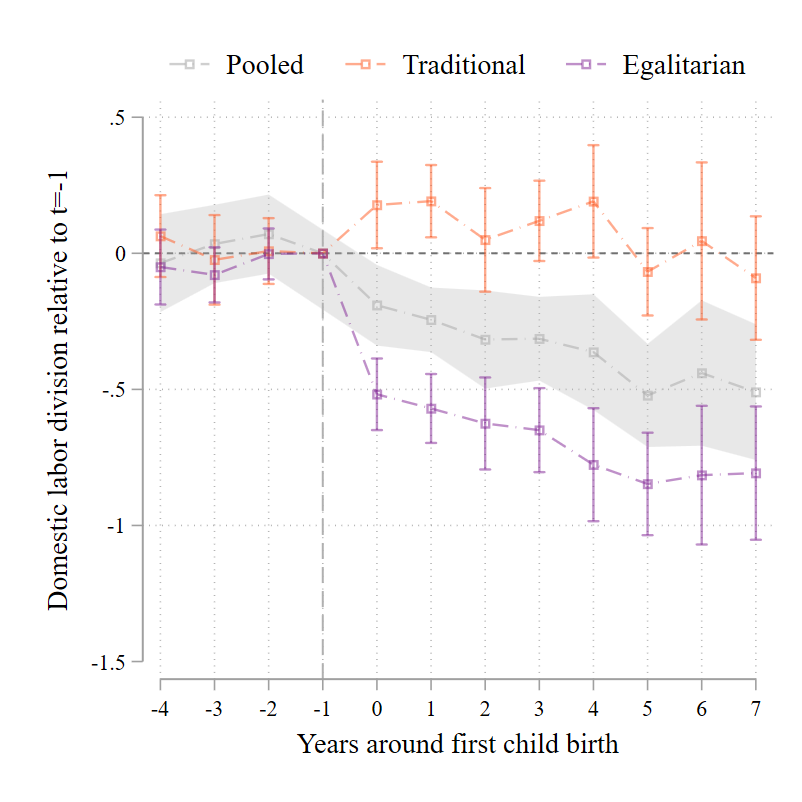 Pooled Traditional Egalitarian
Domestic labor division relative to t=-1
.5
0
-.5
-1
-1.5
-4 -3 -2 -1 0 1 2 3 4 5 6 7
Years around first child birth